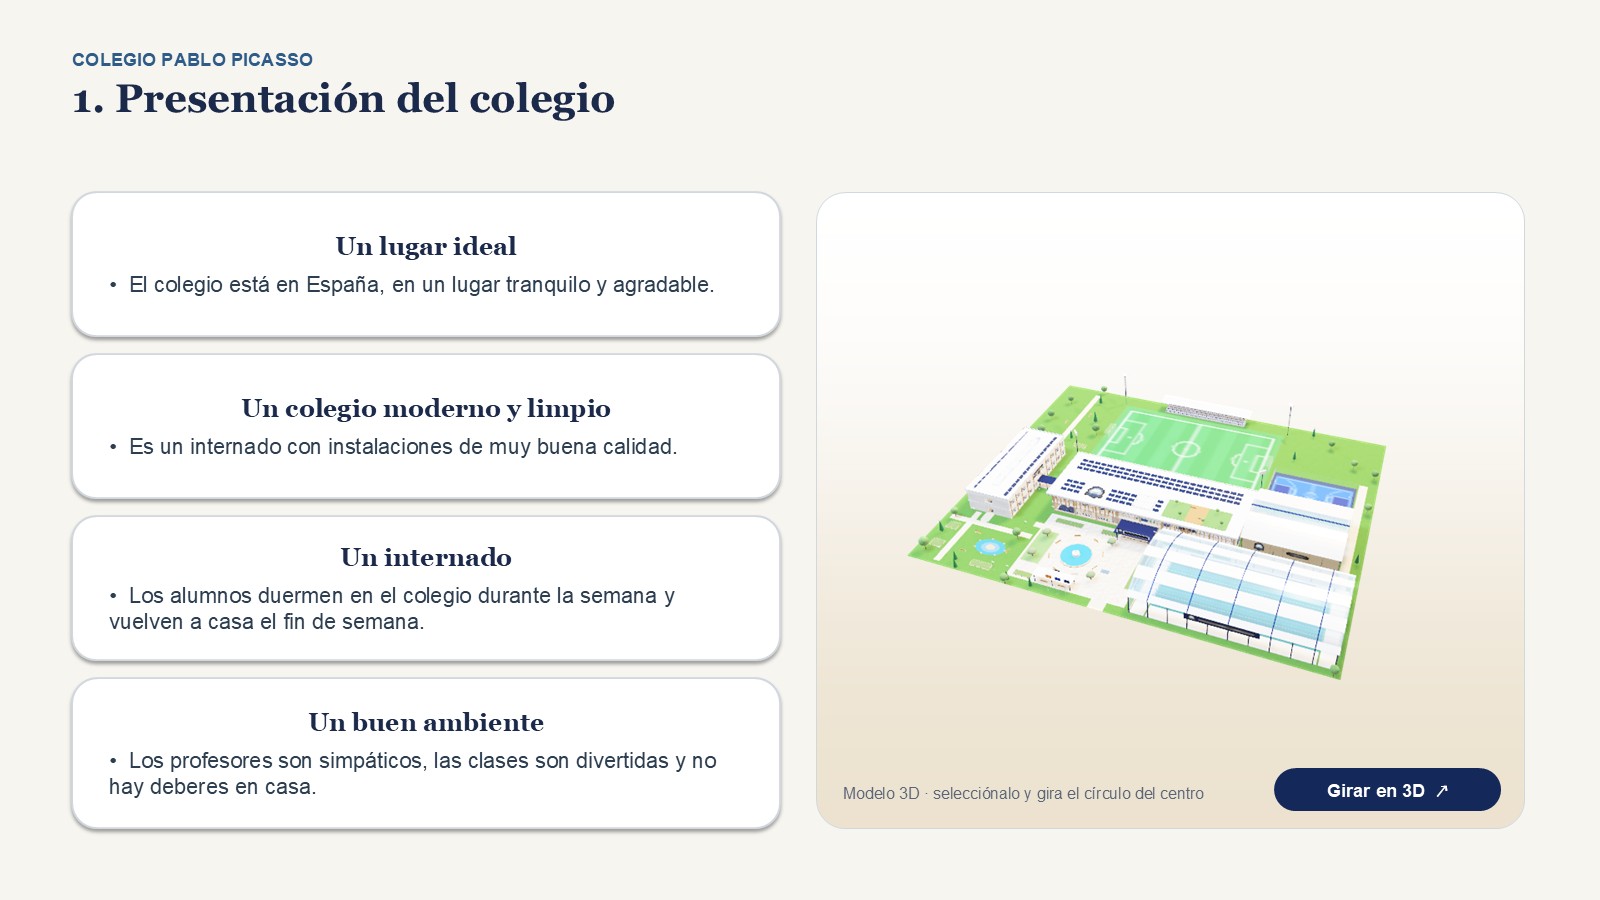 COLEGIO PABLO PICASSO
1. Presentación del colegio
Un lugar ideal
• El colegio está en España, en un lugar tranquilo y agradable.
Un colegio moderno y limpio
• Es un internado con instalaciones de muy buena calidad.
Un internado
• Los alumnos duermen en el colegio durante la semana y
vuelven a casa el fin de semana.
Un buen ambiente
• Los profesores son simpáticos, las clases son divertidas y no
hay deberes en casa.
Modelo 3D · selecciónalo y gira el círculo del centro
Girar en 3D ↗